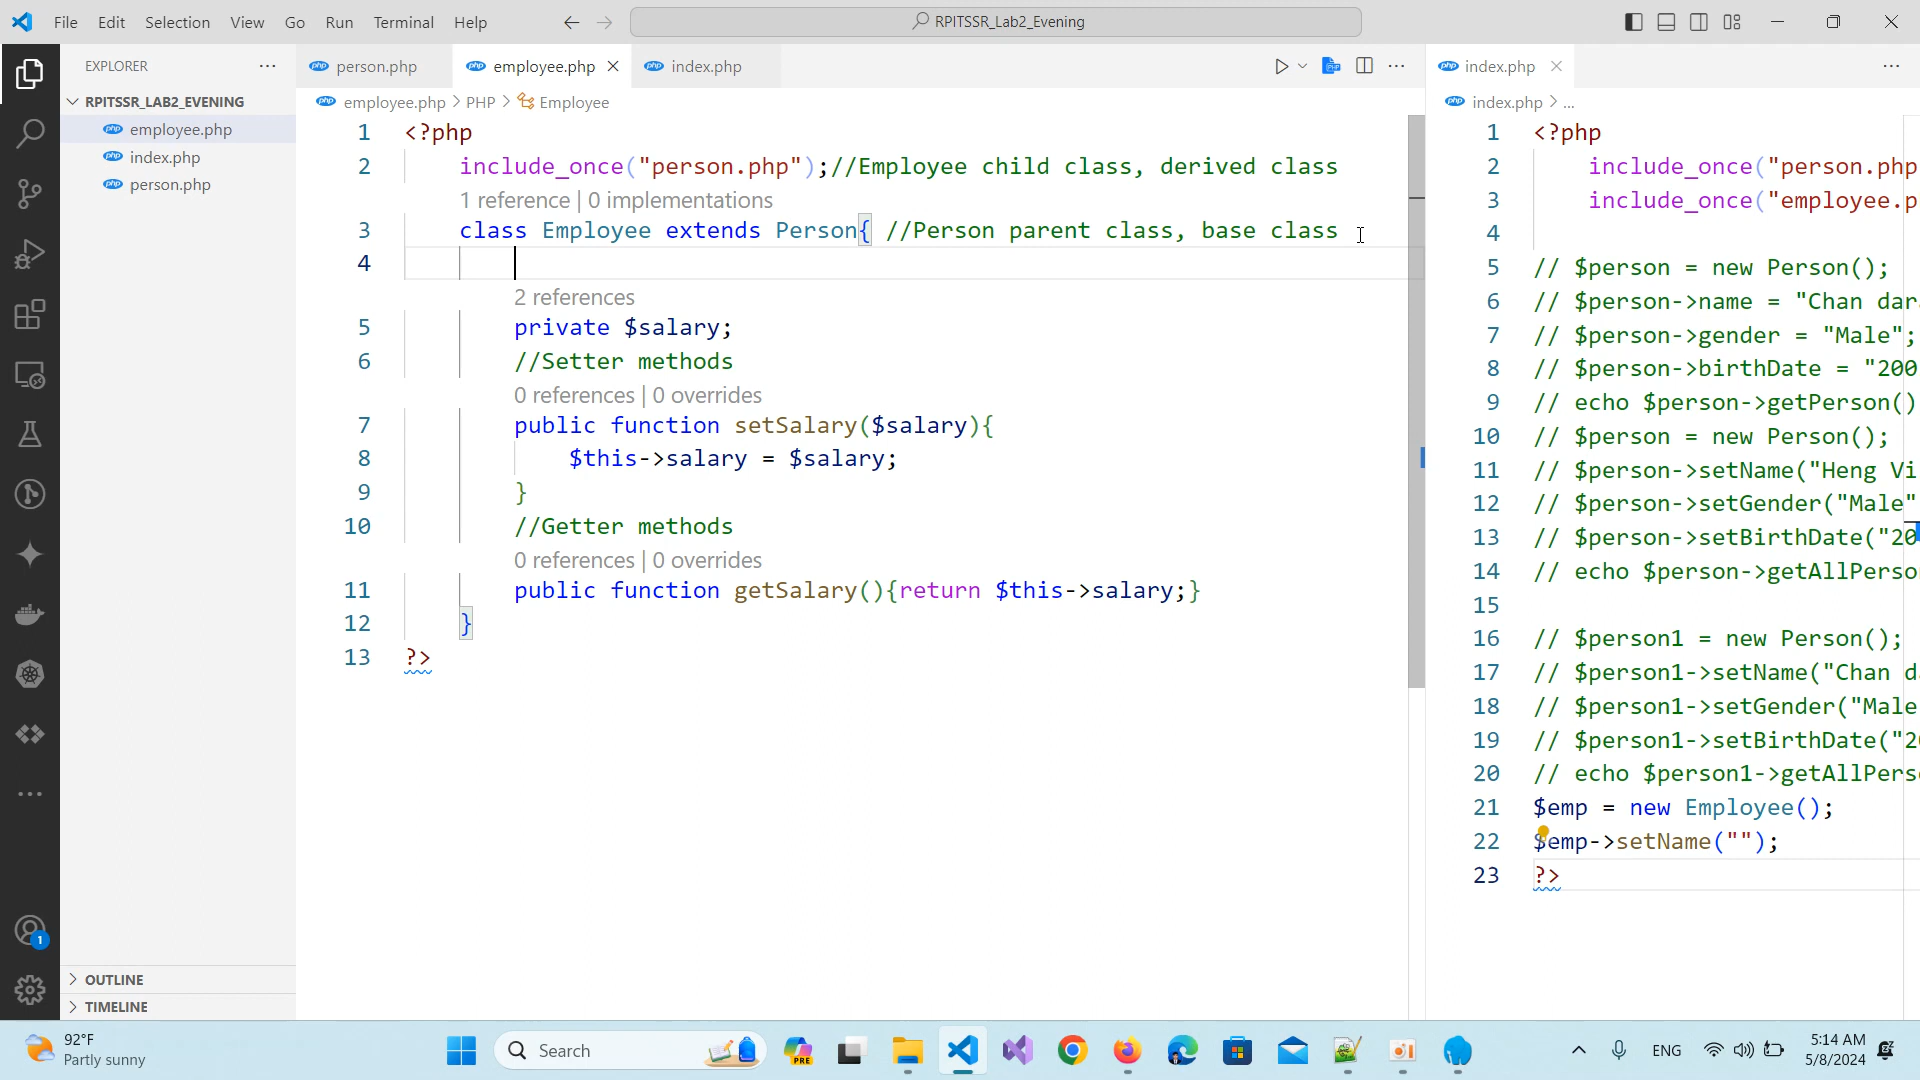 File Edit Selection View Go Run Terminal Help
RPITSSR_Lab2_Evening
EXPLORER
RPITSSR_LAB2_EVENING
employee.php
index.php
person.php
OUTLINE
TIMELINE
person.php
employee.php
index.php
employee.php > PHP > Employee
1 <?php
2 include_once("person.php");//Employee child class, derived class
1 reference | 0 implementations
3 class Employee extends Person{ //Person parent class, base class
4
2 references
5 private $salary;
6 //Setter methods
0 references | 0 overrides
7 public function setSalary($salary){
8 $this->salary = $salary;
9 }
10 //Getter methods
0 references | 0 overrides
11 public function getSalary(){return $this->salary;}
12 }
13 ?>
index.php
index.php > ...
1 <?php
2 include_once("person.php
3 include_once("employee.p
4
5 // $person = new Person();
6 // $person->name = "Chan dar
7 // $person->gender = "Male";
8 // $person->birthDate = "200
9 // echo $person->getPerson()
10 // $person = new Person();
11 // $person->setName("Heng Vi
12 // $person->setGender("Male"
13 // $person->setBirthDate("20
14 // echo $person->getAllPerso
15
16 // $person1 = new Person();
17 // $person1->setName("Chan d
18 // $person1->setGender("Male
19 // $person1->setBirthDate("2
20 // echo $person1->getAllPers
21 $emp = new Employee();
22 $emp->setName("");
23 ?>
1
92°F
Partly sunny
Search
PRE
ENG
5:14 AM
5/8/2024